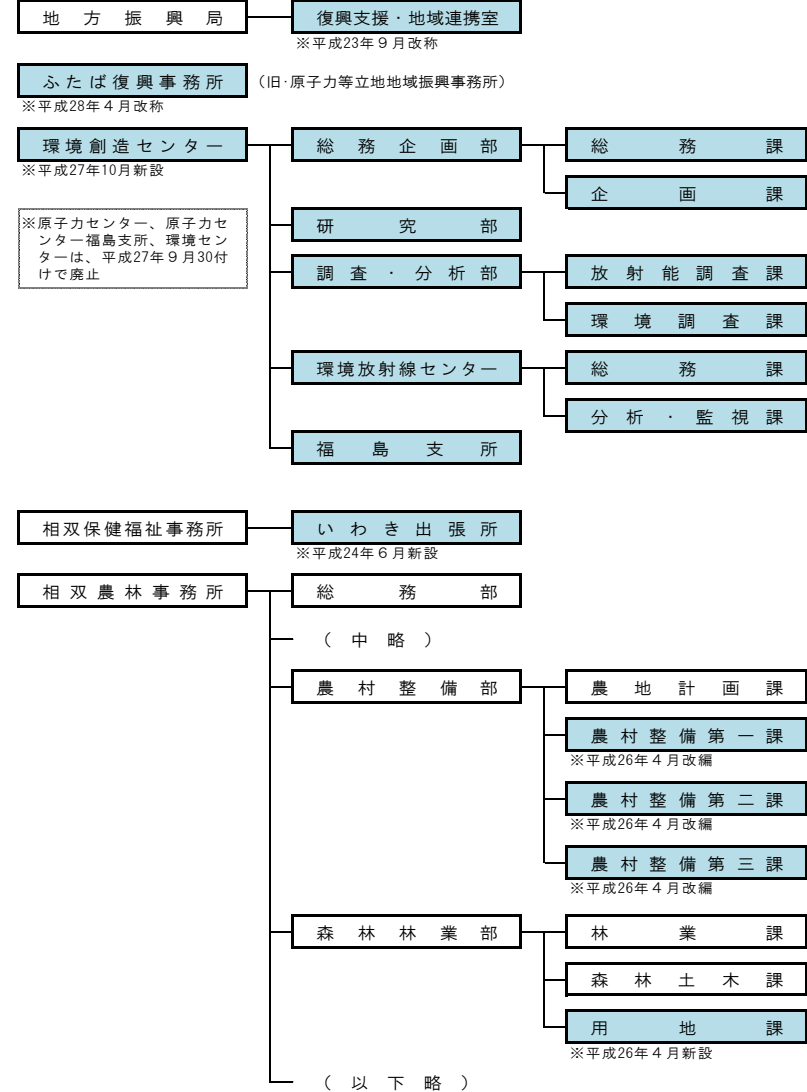 地方振興局
復興支援・地域連携室
※平成23年９月改称
ふたば復興事務所
（旧･原子力等立地地域振興事務所）
※平成28年４月改称
環境創造センター
総務企画部
総務課
※平成27年10月新設
企画課
※原子力センター、原子力セ
ンター福島支所、環境セン
ターは、平成27年９月30付
けで廃止
研究部
調査・分析部
放射能調査課
環境調査課
環境放射線センター
総務課
分析・監視課
福島支所
相双保健福祉事務所
いわき出張所
※平成24年６月新設
相双農林事務所
総務部
（中略）
農村整備部
農地計画課
農村整備第一課
※平成26年４月改編
農村整備第二課
※平成26年４月改編
農村整備第三課
※平成26年４月改編
森林林業部
林業課
森林土木課
用地課
※平成26年４月新設
（以下略）